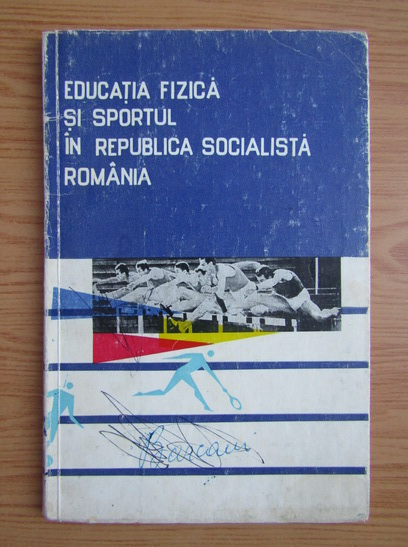 EDUCAȚIA FIZICĂ
ȘI SPORTUL
ÎN REPUBLICA SOCIALISTĂ
ROMÂNIA